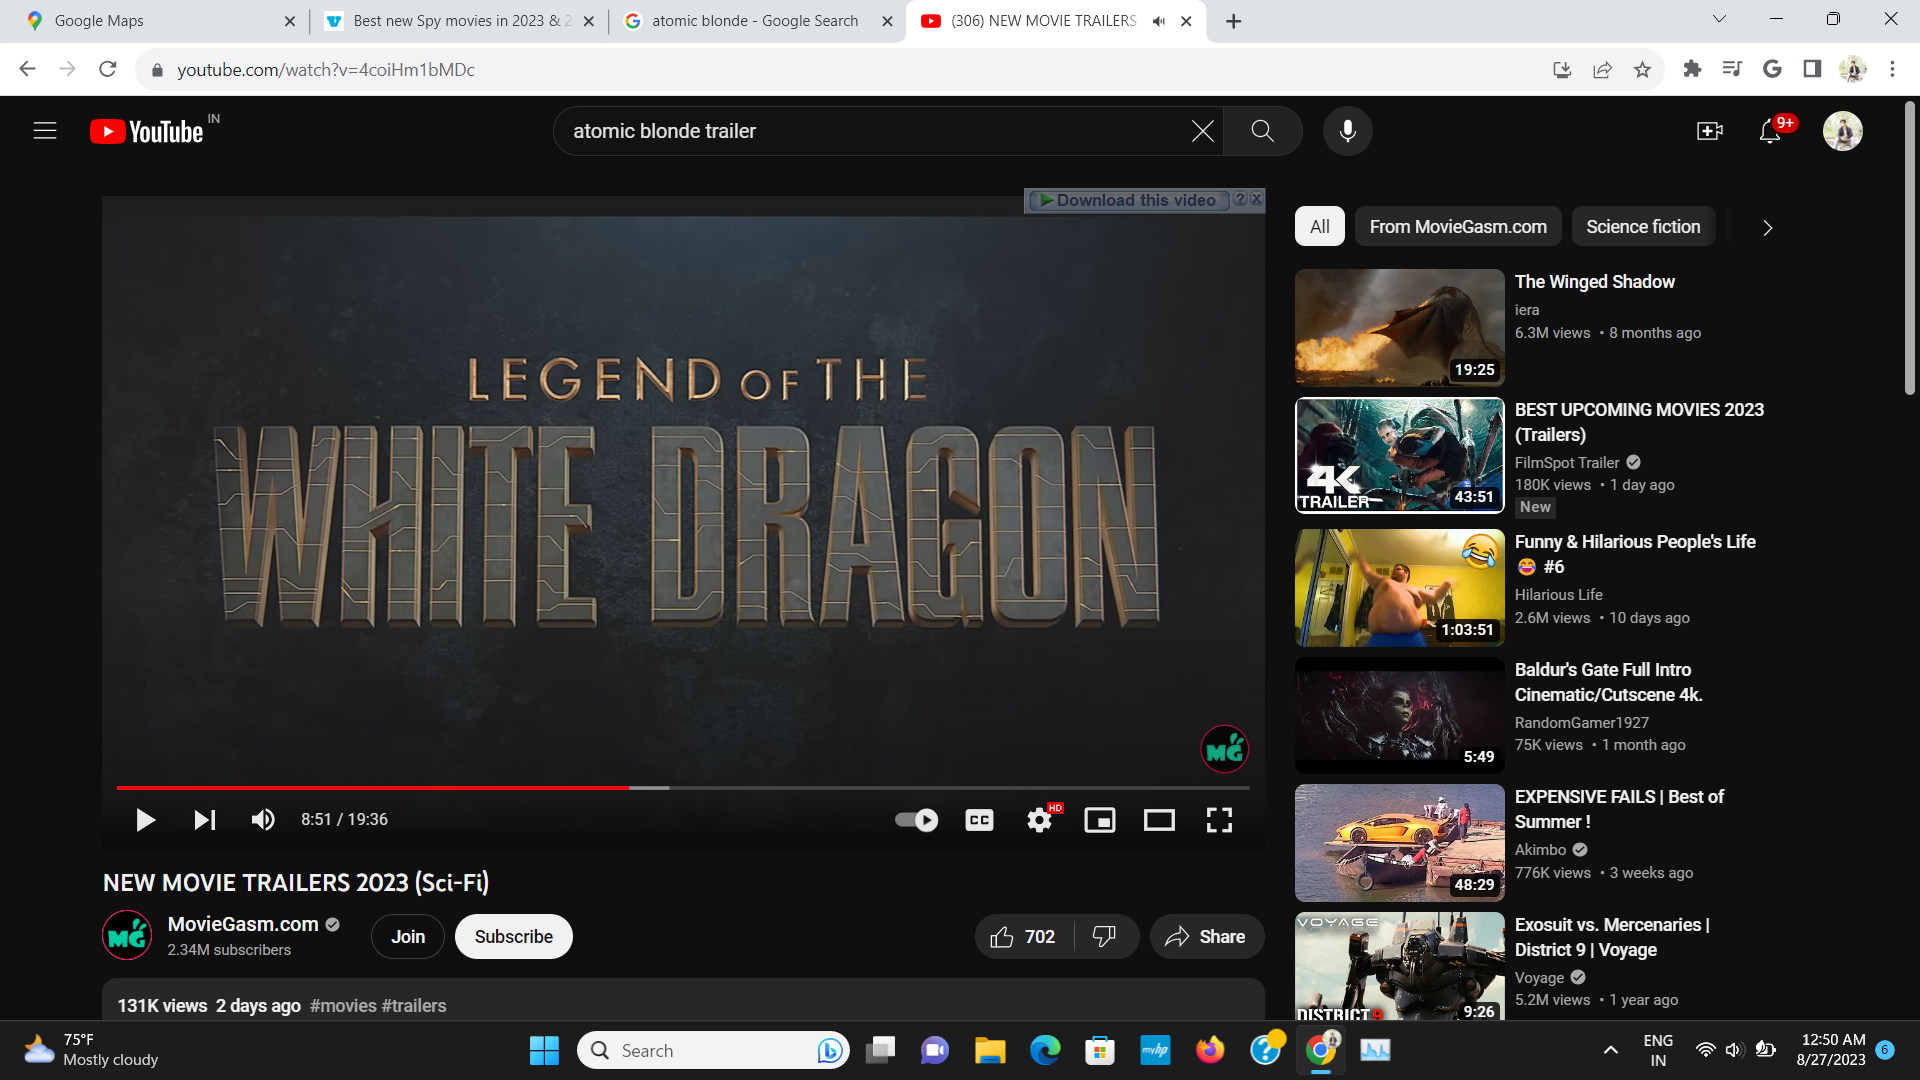 Google Maps
Best new Spy movies in 2023 & 2
atomic blonde - Google Search
(306) NEW MOVIE TRAILERS
youtube.com/watch?v=4coiHm1bMDc
YouTube IN
atomic blonde trailer
9+
Download this video ? x
LEGEND OF THE
WHITE DRAGON
MG
8:51 / 19:36
CC
HD
NEW MOVIE TRAILERS 2023 (Sci-Fi)
MG
MovieGasm.com
2.34M subscribers
Join
Subscribe
702
Share
131K views 2 days ago #movies #trailers
All
From MovieGasm.com
Science fiction
19:25
The Winged Shadow
iera
6.3M views • 8 months ago
4K
TRAILER
43:51
BEST UPCOMING MOVIES 2023
(Trailers)
FilmSpot Trailer
180K views • 1 day ago
New
1:03:51
Funny & Hilarious People's Life
😂 #6
Hilarious Life
2.6M views • 10 days ago
5:49
Baldur's Gate Full Intro
Cinematic/Cutscene 4k.
RandomGamer1927
75K views • 1 month ago
48:29
EXPENSIVE FAILS | Best of
Summer !
Akimbo
776K views • 3 weeks ago
VOYAGE
DISTRICT 9
9:26
Exosuit vs. Mercenaries |
District 9 | Voyage
Voyage
5.2M views • 1 year ago
75°F
Mostly cloudy
Search
myhp
ENG
IN
12:50 AM
8/27/2023
6